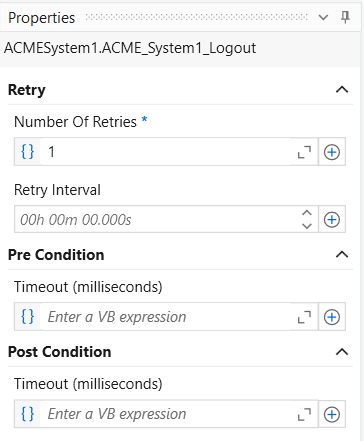 Properties
ACMESystem1.ACME_System1_Logout
Retry
Number Of Retries *
{} 1
Retry Interval
00h 00m 00.000s
Pre Condition
Timeout (milliseconds)
{} Enter a VB expression
Post Condition
Timeout (milliseconds)
{} Enter a VB expression